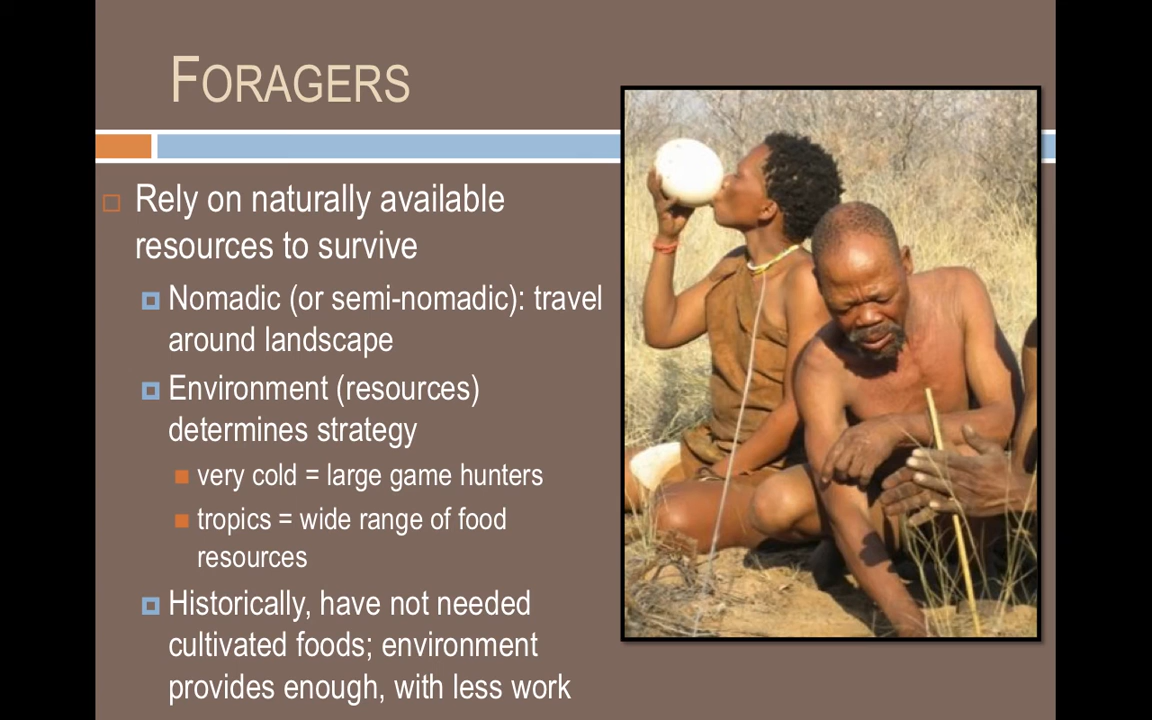 FORAGERS
Rely on naturally available
resources to survive
Nomadic (or semi-nomadic): travel
around landscape
Environment (resources)
determines strategy
very cold = large game hunters
tropics = wide range of food
resources
Historically, have not needed
cultivated foods; environment
provides enough, with less work